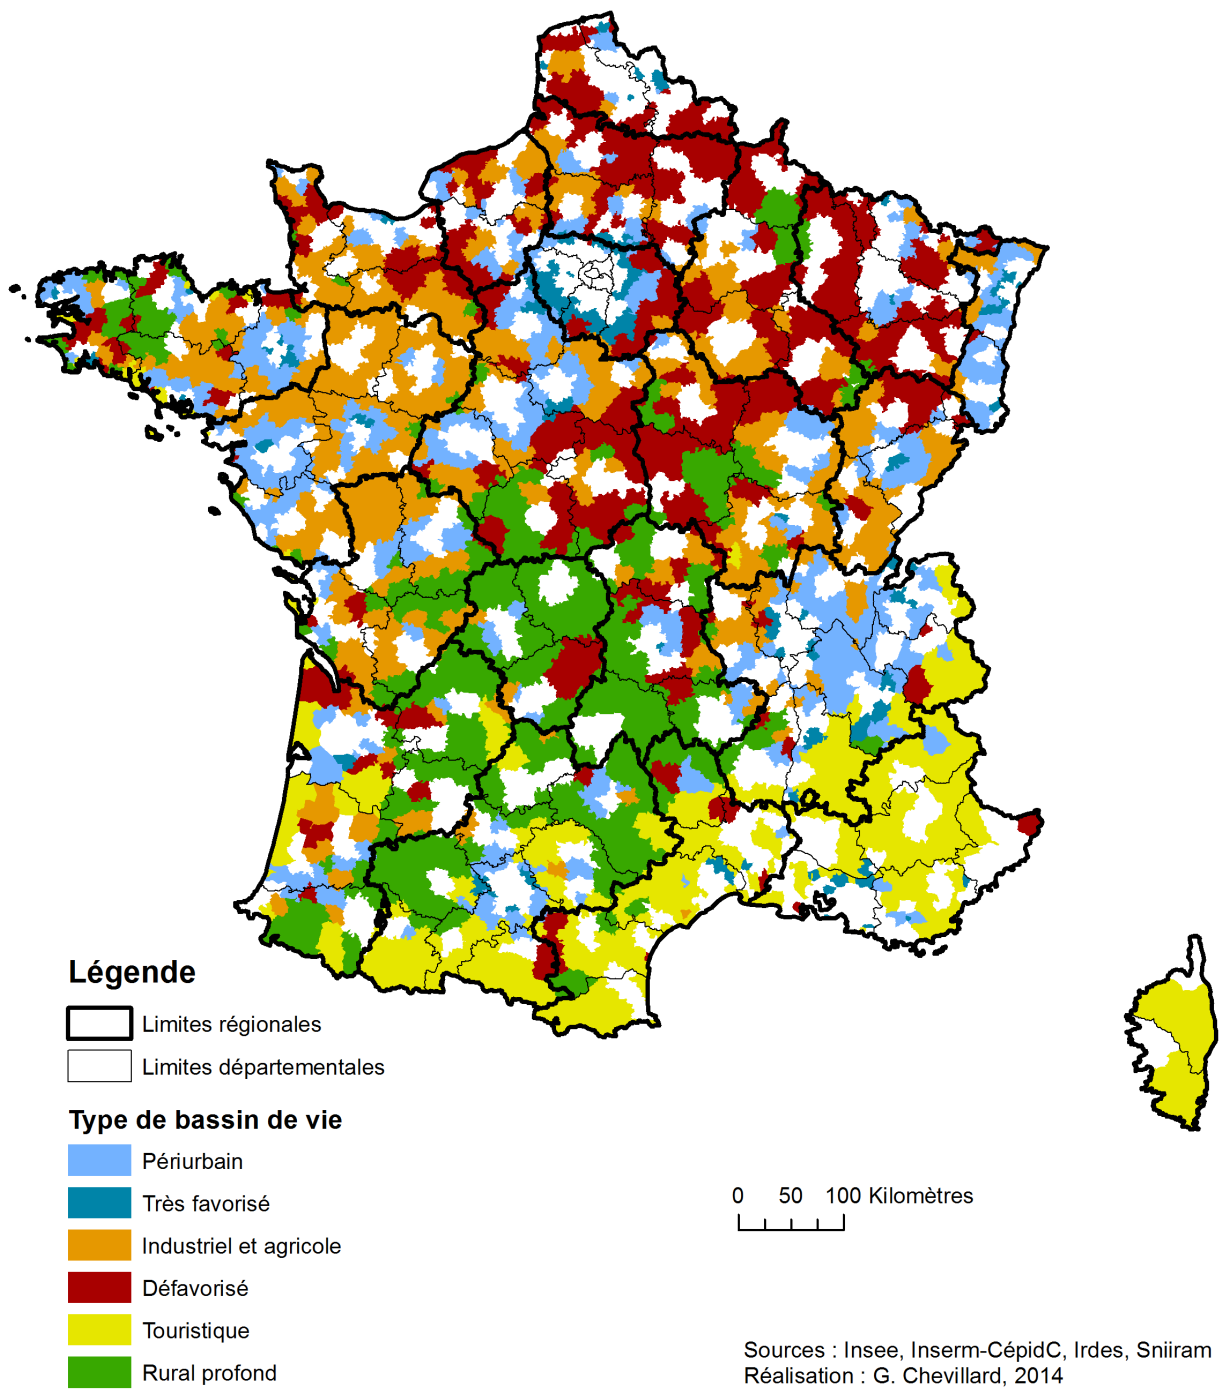 Légende
Limites régionales
Limites départementales
Type de bassin de vie
Périurbain
Très favorisé
Industriel et agricole
Défavorisé
Touristique
Rural profond
0 50 100 Kilomètres
Sources : Insee, Inserm-CépidC, Irdes, Sniiram
Réalisation : G. Chevillard, 2014